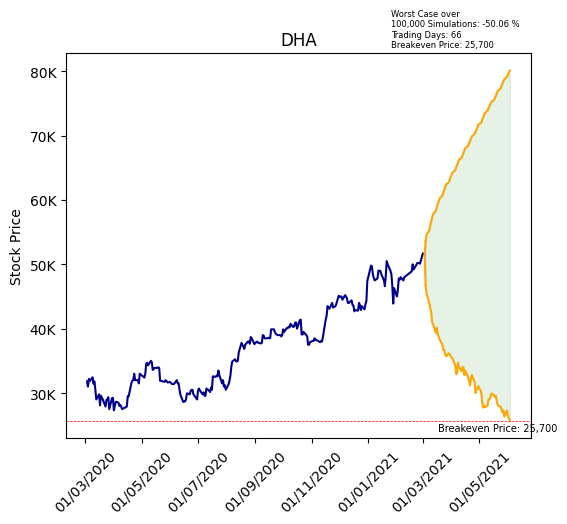 Worst Case over
100,000 Simulations: -50.06 %
Trading Days: 66
Breakeven Price: 25,700
DHA
Stock Price
80K
70K
60K
50K
40K
30K
Breakeven Price: 25,700
01/03/2020
01/05/2020
01/07/2020
01/09/2020
01/11/2020
01/01/2021
01/03/2021
01/05/2021